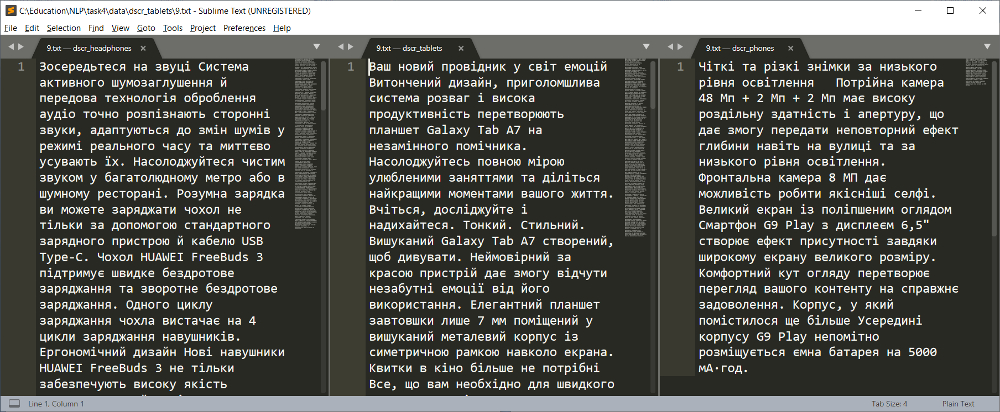 C:\Education\NLP\task4\data\dscr_tablets\9.txt - Sublime Text (UNREGISTERED)
File Edit Selection Find View Goto Tools Project Preferences Help
9.txt — dscr_headphones
1
Зосередьтеся на звуці Система
активного шумозаглушення й
передова технологія оброблення
аудіо точно розпізнають сторонні
звуки, адаптуються до змін шумів у
режимі реального часу та миттєво
усувають їх. Насолоджуйтеся чистим
звуком у багатолюдному метро або в
шумному ресторані. Розумна зарядка
ви можете заряджати чохол не
тільки за допомогою стандартного
зарядного пристрою й кабелю USB
Type-C. Чохол HUAWEI FreeBuds 3
підтримує швидке бездротове
заряджання та зворотне бездротове
заряджання. Одного циклу
заряджання чохла вистачає на 4
цикли заряджання навушників.
Ергономічний дизайн Нові навушники
HUAWEI FreeBuds 3 не тільки
забезпечують високу якість
9.txt — dscr_tablets
1
Ваш новий провідник у світ емоцій
Витончений дизайн, приголомшлива
система розваг і висока
продуктивність перетворюють
планшет Galaxy Tab A7 на
незамінного помічника.
Насолоджуйтесь повною мірою
улюбленими заняттями та діліться
найкращими моментами вашого життя.
Вчіться, досліджуйте і
надихайтеся. Тонкий. Стильний.
Вишуканий Galaxy Tab A7 створений,
щоб дивувати. Неймовірний за
красою пристрій дає змогу відчути
незабутні емоції від його
використання. Елегантний планшет
завтовшки лише 7 мм поміщений у
вишуканий металевий корпус із
симетричною рамкою навколо екрана.
Квитки в кіно більше не потрібні
Все, що вам необхідно для швидкого
9.txt — dscr_phones
1
Чіткі та різкі знімки за низького
рівня освітлення   Потрійна камера
48 Мп + 2 Мп + 2 Мп має високу
роздільну здатність і апертуру, що
дає змогу передати неповторний ефект
глибини навіть на вулиці та за
низького рівня освітлення.
Фронтальна камера 8 МП дає
можливість робити якісніші селфі.
Великий екран із поліпшеним оглядом
Смартфон G9 Play з дисплеєм 6,5"
створює ефект присутності завдяки
широкому екрану великого розміру.
Комфортний кут огляду перетворює
перегляд вашого контенту на справжнє
задоволення. Корпус, у який
помістилося ще більше Усередині
корпусу G9 Play непомітно
розміщується ємна батарея на 5000
мА·год.
Line 1, Column 1
Tab Size: 4
Plain Text